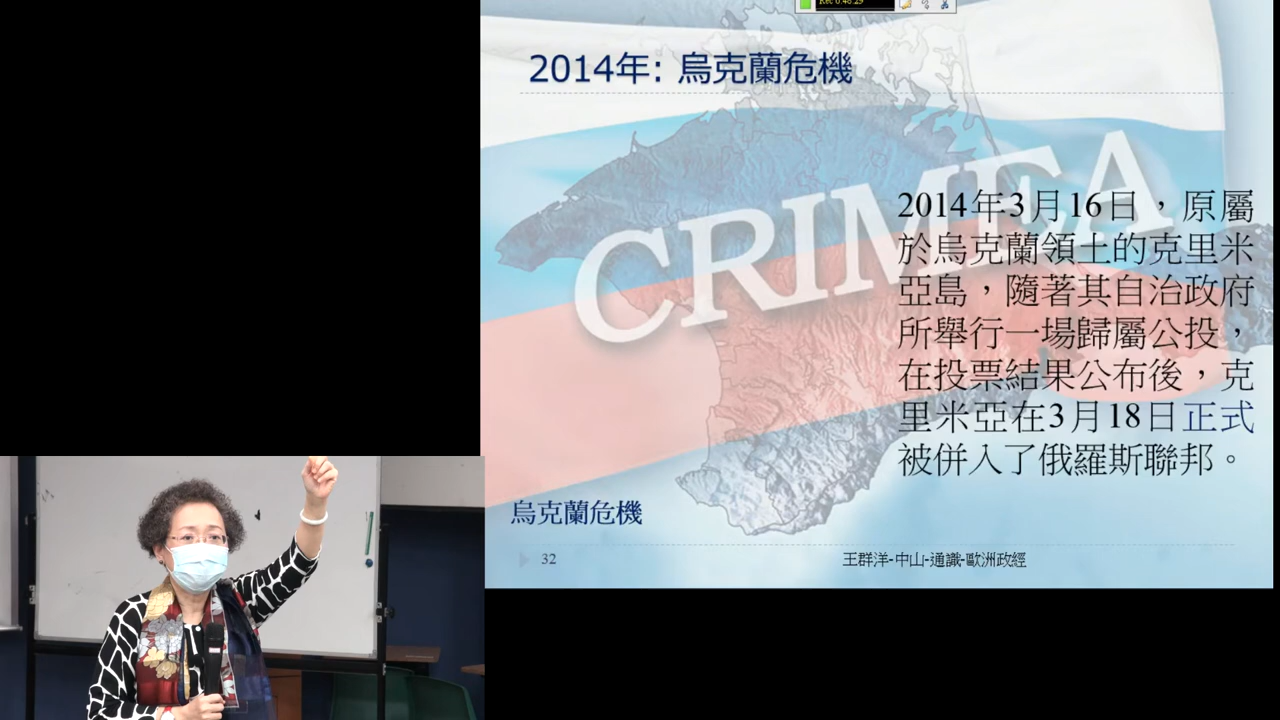 Rec 0:48:29
2014年: 烏克蘭危機
CRIMEA
2014年3月16日，原屬
於烏克蘭領土的克里米
亞島，隨著其自治政府
所舉行一場歸屬公投，
在投票結果公布後，克
里米亞在3月18日正式
被併入了俄羅斯聯邦。
烏克蘭危機
32
王群洋-中山-通識-歐洲政經